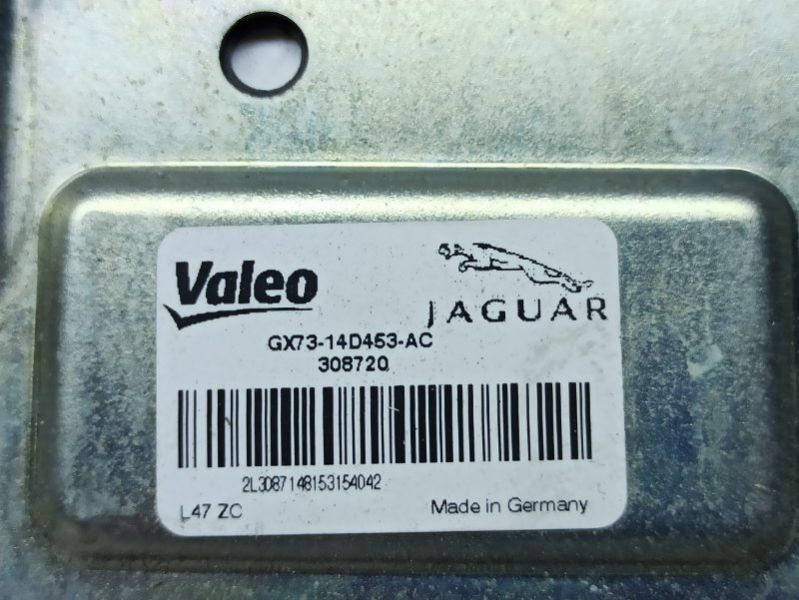 Valeo
JAGUAR
GX73-14D453-AC
308720
2L3087148153154042
L47 ZC
Made in Germany